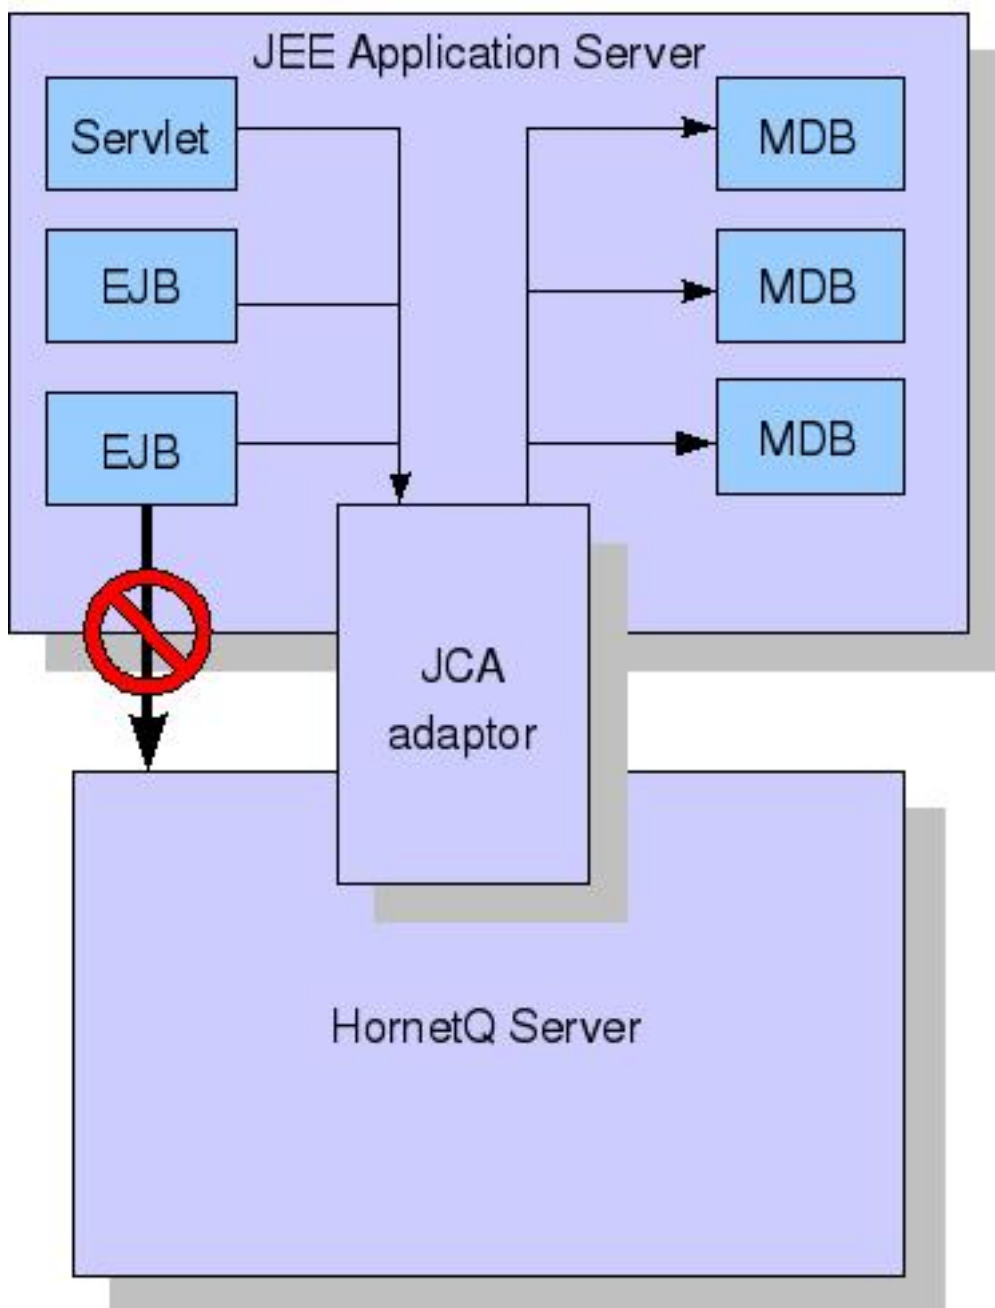 JEE Application Server
Servlet
MDB
EJB
MDB
EJB
MDB
JCA
adaptor
HornetQ Server